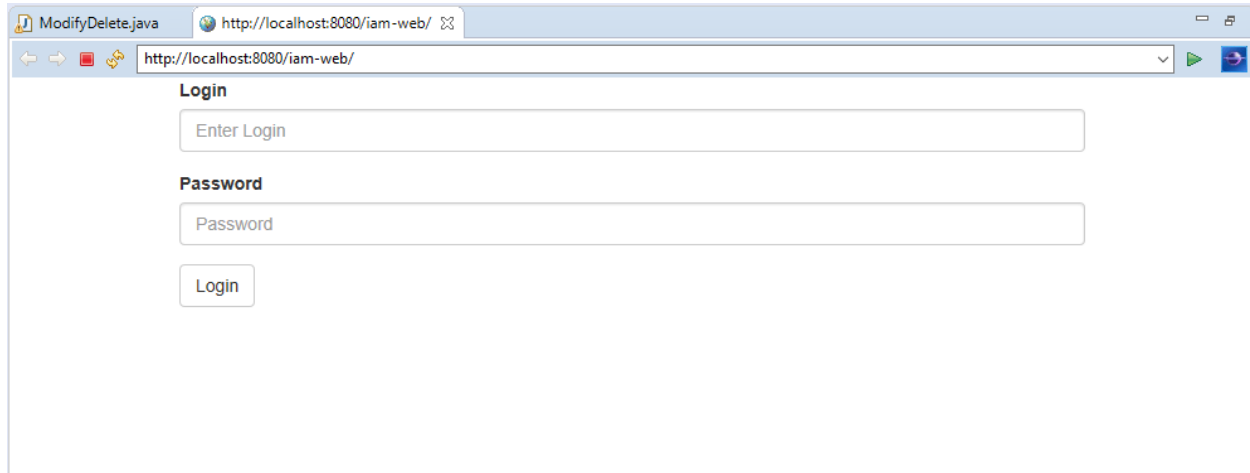 ModifyDelete.java http://localhost:8080/iam-web/
http://localhost:8080/iam-web/
Login
Enter Login
Password
Password
Login